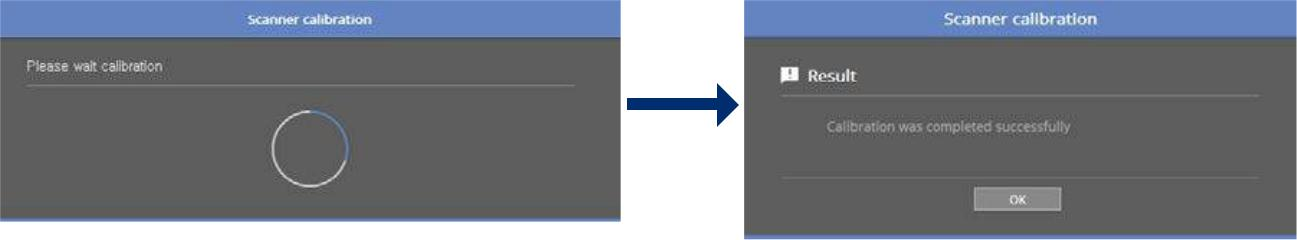 Scanner calibration
Please wait calibration
Scanner calibration
Result
Calibration was completed successfully
OK